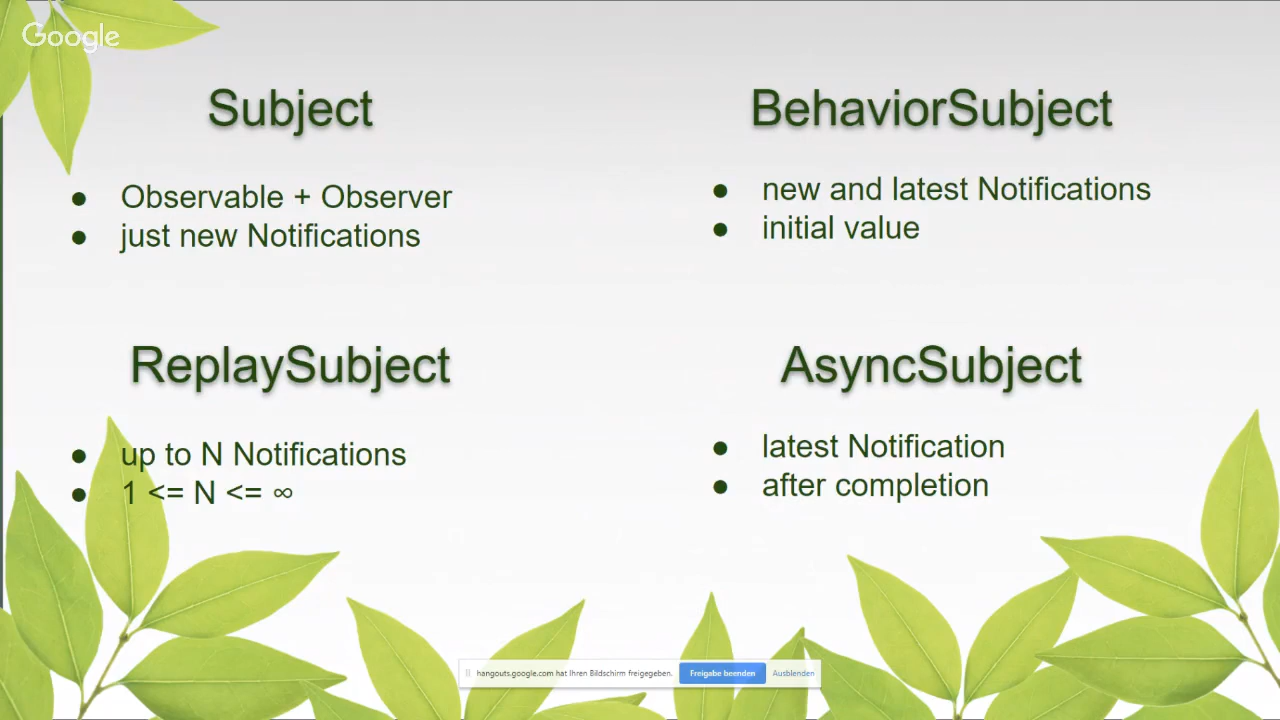 Google
Subject
● Observable + Observer
● just new Notifications
BehaviorSubject
● new and latest Notifications
● initial value
ReplaySubject
● up to N Notifications
● 1 <= N <= ∞
AsyncSubject
● latest Notification
● after completion
hangouts.google.com hat Ihren Bildschirm freigegeben. Freigabe beenden Ausblenden